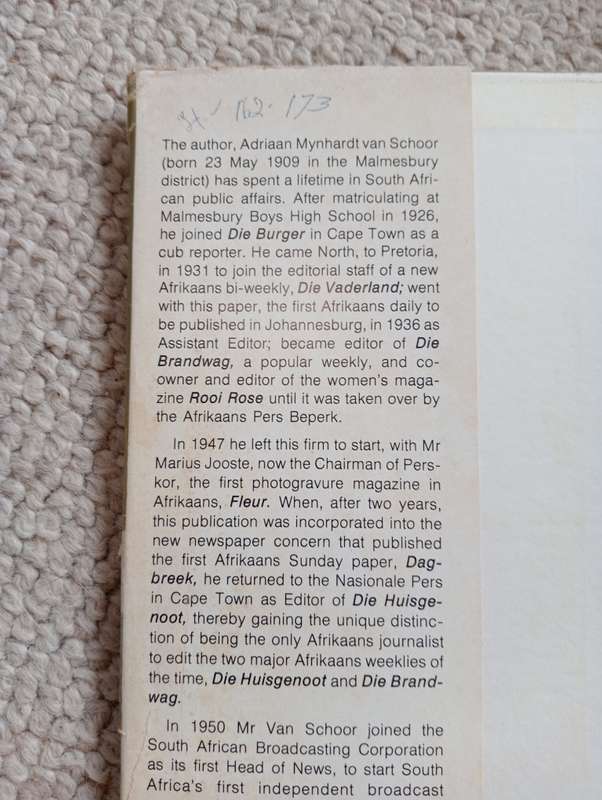 173
The author, Adriaan Mynhardt van Schoor
(born 23 May 1909 in the Malmesbury
district) has spent a lifetime in South Afri-
can public affairs. After matriculating at
Malmesbury Boys High School in 1926,
he joined Die Burger in Cape Town as a
cub reporter. He came North, to Pretoria,
in 1931 to join the editorial staff of a new
Afrikaans bi-weekly, Die Vaderland; went
with this paper, the first Afrikaans daily to
be published in Johannesburg, in 1936 as
Assistant Editor; became editor of Die
Brandwag, a popular weekly, and co-
owner and editor of the women's maga-
zine Rooi Rose until it was taken over by
the Afrikaans Pers Beperk.
In 1947 he left this firm to start, with Mr
Marius Jooste, now the Chairman of Pers-
kor, the first photogravure magazine in
Afrikaans, Fleur. When, after two years,
this publication was incorporated into the
new newspaper concern that published
the first Afrikaans Sunday paper, Dag-
breek, he returned to the Nasionale Pers
in Cape Town as Editor of Die Huisge-
noot, thereby gaining the unique distinc-
tion of being the only Afrikaans journalist
to edit the two major Afrikaans weeklies of
the time, Die Huisgenoot and Die Brand-
wag.
In 1950 Mr Van Schoor joined the
South African Broadcasting Corporation
as its first Head of News, to start South
Africa's first independent broadcast